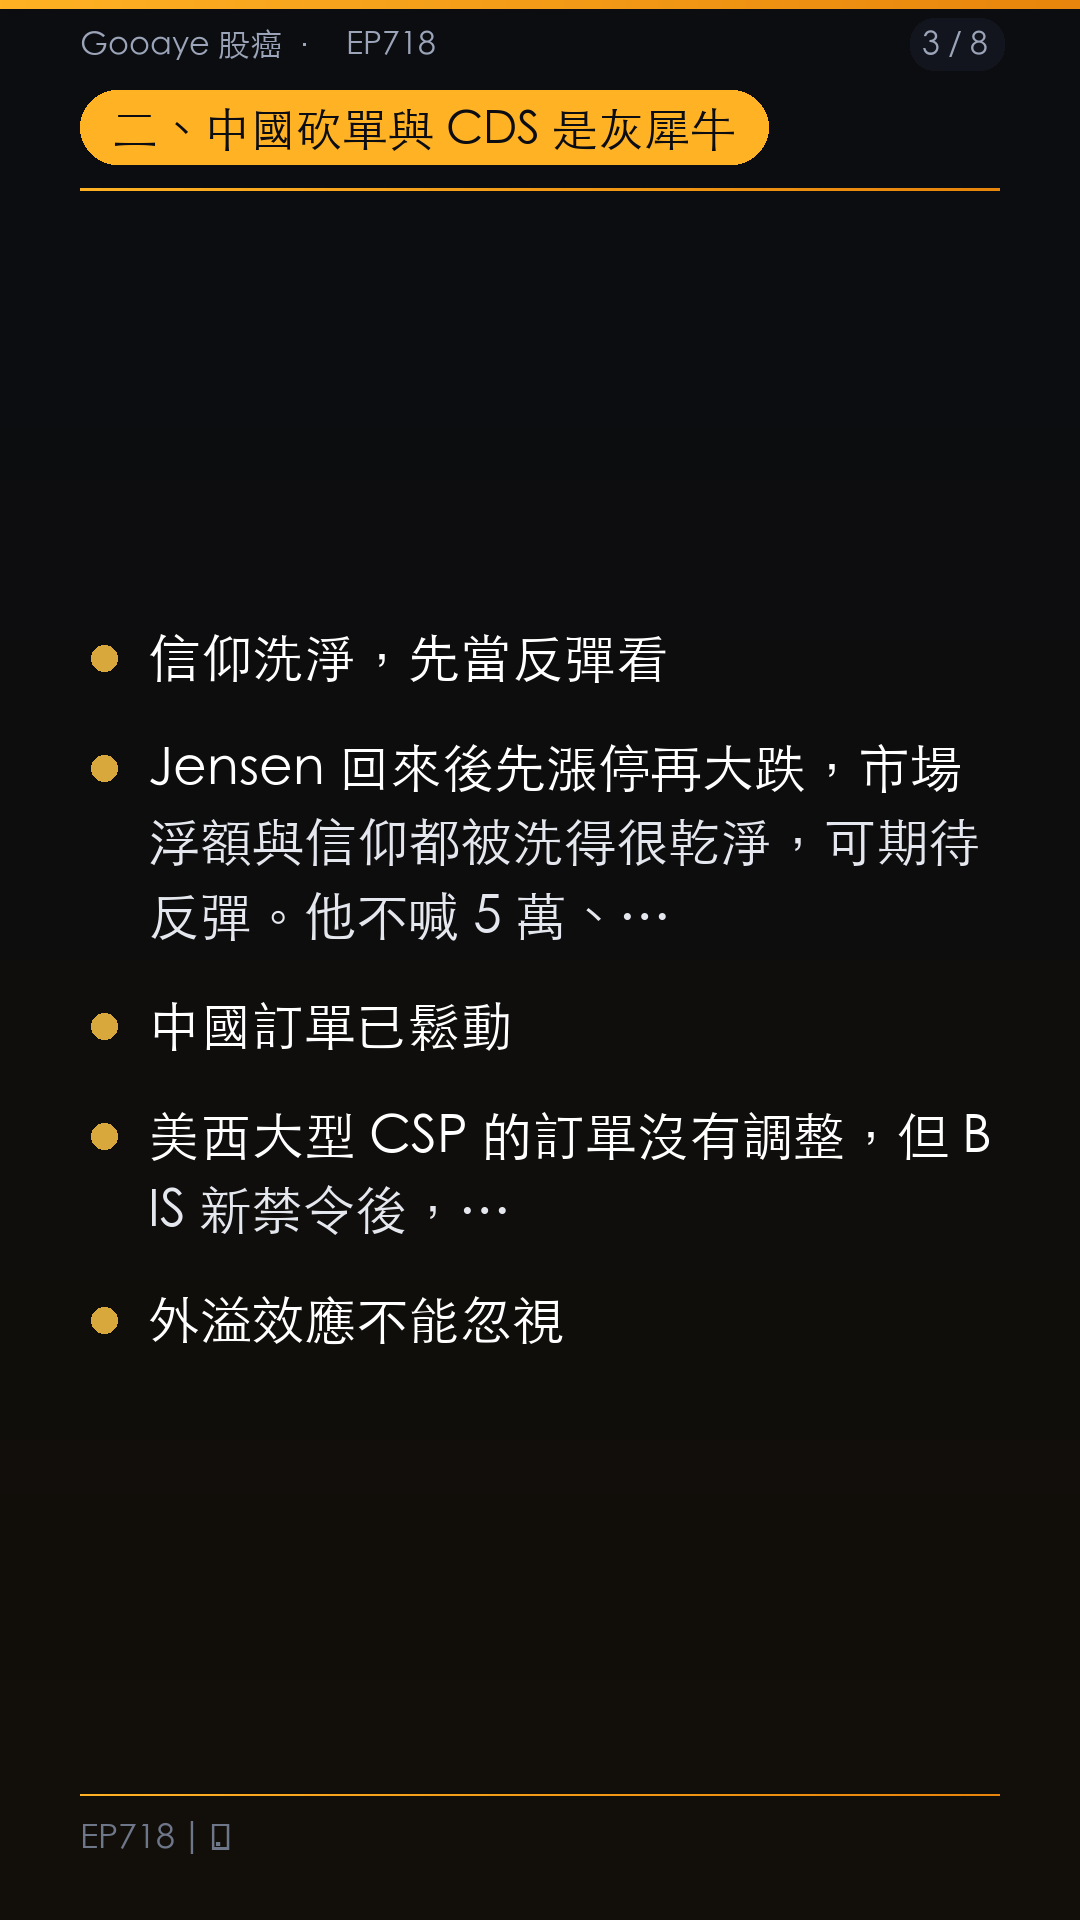 Gooaye 股癌 · EP718
3 / 8
二、中國砍單與 CDS 是灰犀牛
信仰洗淨，先當反彈看
Jensen 回來後先漲停再大跌，市場
浮額與信仰都被洗得很乾淨，可期待
反彈。他不喊 5 萬、…
中國訂單已鬆動
美西大型 CSP 的訂單沒有調整，但 B
IS 新禁令後，…
外溢效應不能忽視
EP718 |